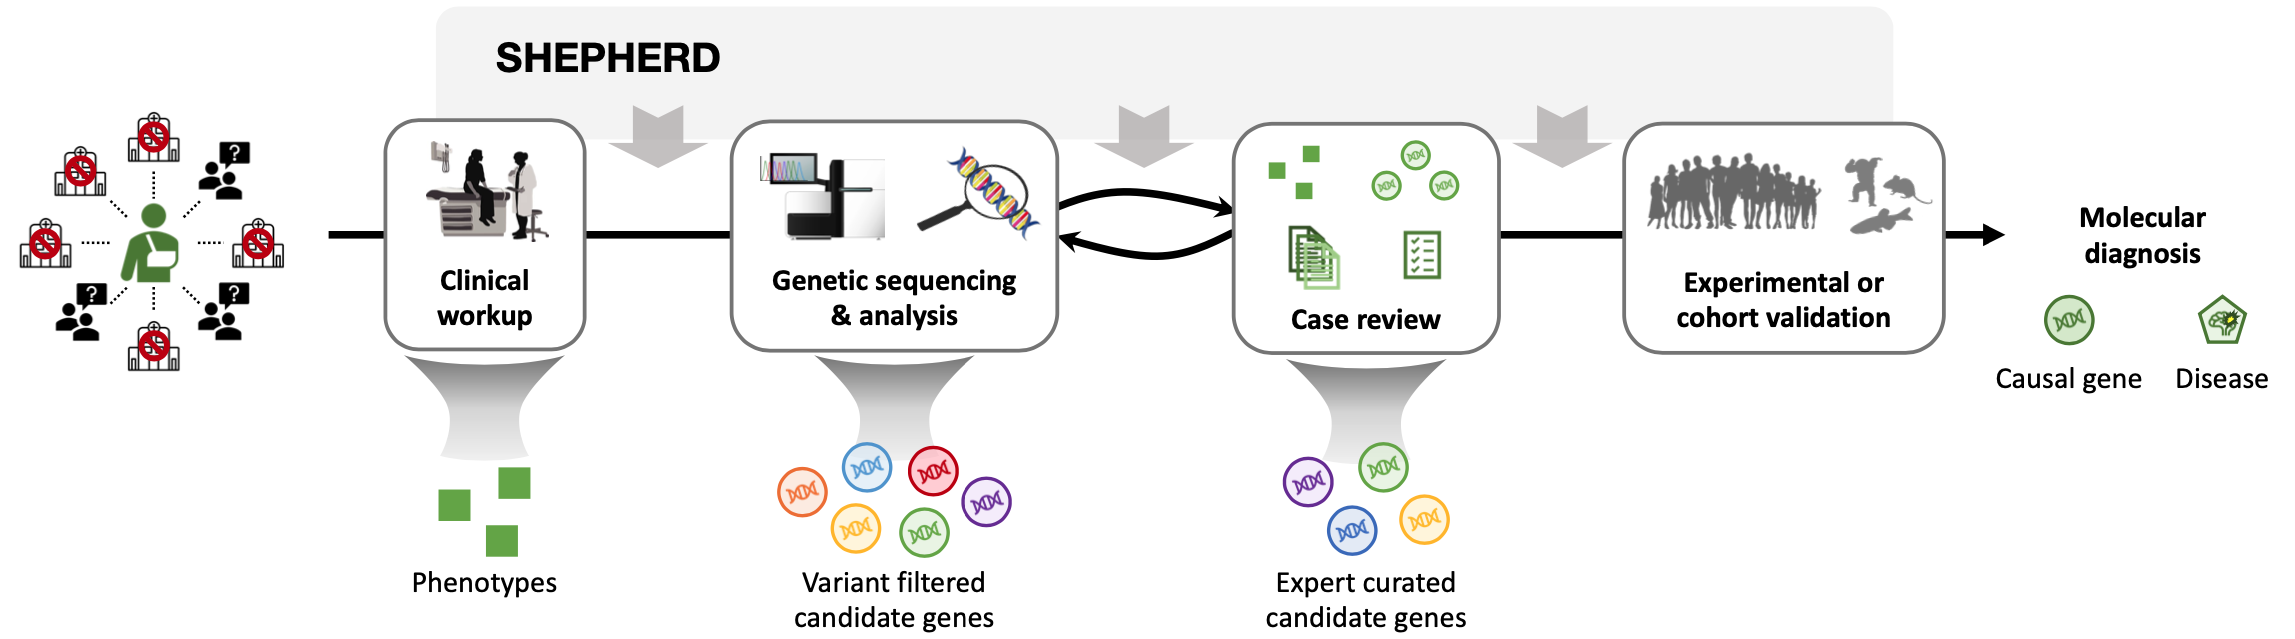 SHEPHERD
?
?
?
Clinical
workup
Genetic sequencing
& analysis
Case review
Experimental or
cohort validation
Molecular
diagnosis
Causal gene
Disease
Phenotypes
Variant filtered
candidate genes
Expert curated
candidate genes